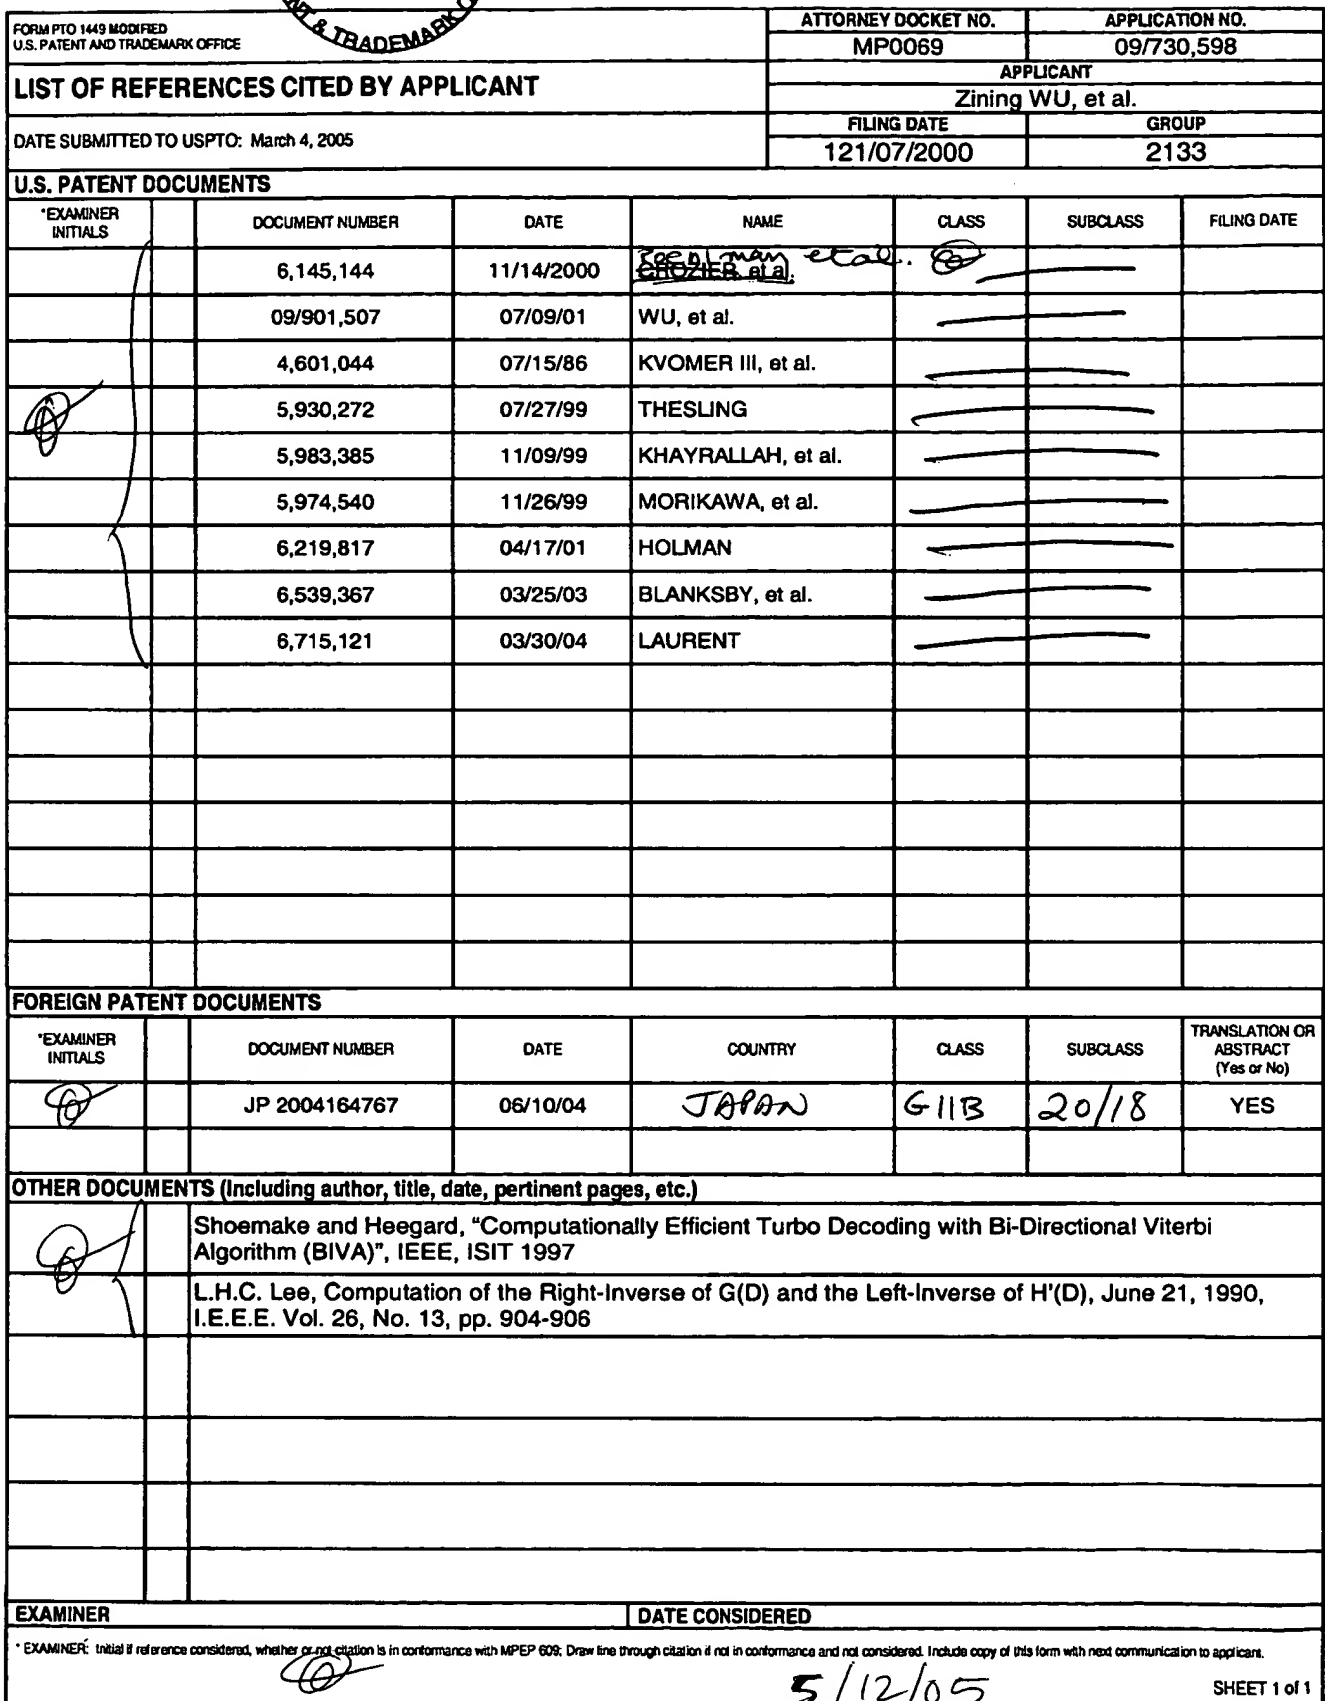 & TRADEMARK
FORM PTO 1449 MODIFIED
U.S. PATENT AND TRADEMARK OFFICE
ATTORNEY DOCKET NO. APPLICATION NO.
MP0069 09/730,598
LIST OF REFERENCES CITED BY APPLICANT
APPLICANT
Zining WU, et al.
DATE SUBMITTED TO USPTO: March 4, 2005
FILING DATE GROUP
121/07/2000 2133
U.S. PATENT DOCUMENTS
*EXAMINER INITIALS DOCUMENT NUMBER DATE NAME CLASS SUBCLASS FILING DATE
et al.
6,145,144 11/14/2000 CROZIER, et al.
09/901,507 07/09/01 WU, et al.
4,601,044 07/15/86 KVOMER III, et al.
5,930,272 07/27/99 THESLING
5,983,385 11/09/99 KHAYRALLAH, et al.
5,974,540 11/26/99 MORIKAWA, et al.
6,219,817 04/17/01 HOLMAN
6,539,367 03/25/03 BLANKSBY, et al.
6,715,121 03/30/04 LAURENT
FOREIGN PATENT DOCUMENTS
*EXAMINER INITIALS DOCUMENT NUMBER DATE COUNTRY CLASS SUBCLASS TRANSLATION OR ABSTRACT (Yes or No)
JP 2004164767 06/10/04 JAPAN G11B 20/18 YES
OTHER DOCUMENTS (Including author, title, date, pertinent pages, etc.)
Shoemake and Heegard, “Computationally Efficient Turbo Decoding with Bi-Directional Viterbi
Algorithm (BIVA)”, IEEE, ISIT 1997
L.H.C. Lee, Computation of the Right-Inverse of G(D) and the Left-Inverse of H'(D), June 21, 1990,
I.E.E.E. Vol. 26, No. 13, pp. 904-906
EXAMINER DATE CONSIDERED
* EXAMINER: Initial if reference considered, whether or not citation is in conformance with MPEP 609; Draw line through citation if not in conformance and not considered. Include copy of this form with next communication to applicant.
5/12/05
SHEET 1 of 1